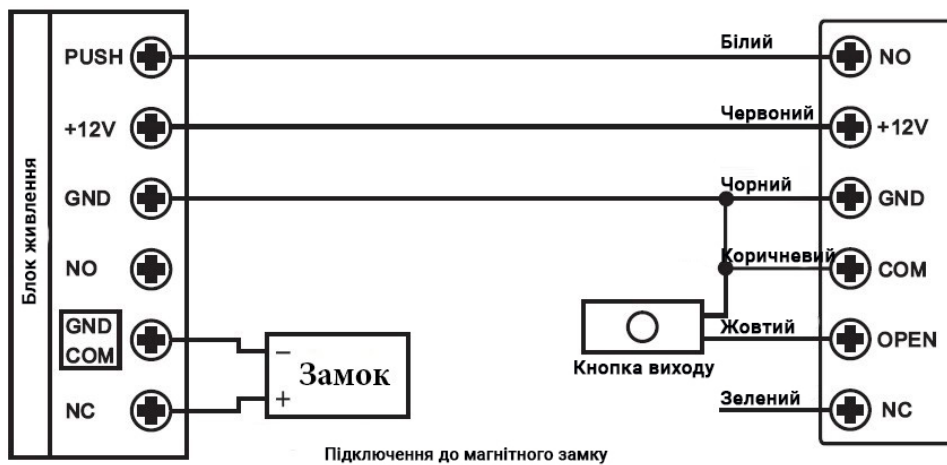 Блок живлення
PUSH
+12V
GND
NO
GND
COM
NC
−
Замок
+
Білий
Червоний
Чорний
Коричневий
Жовтий
Кнопка виходу
Зелений
NO
+12V
GND
COM
OPEN
NC
Підключення до магнітного замку